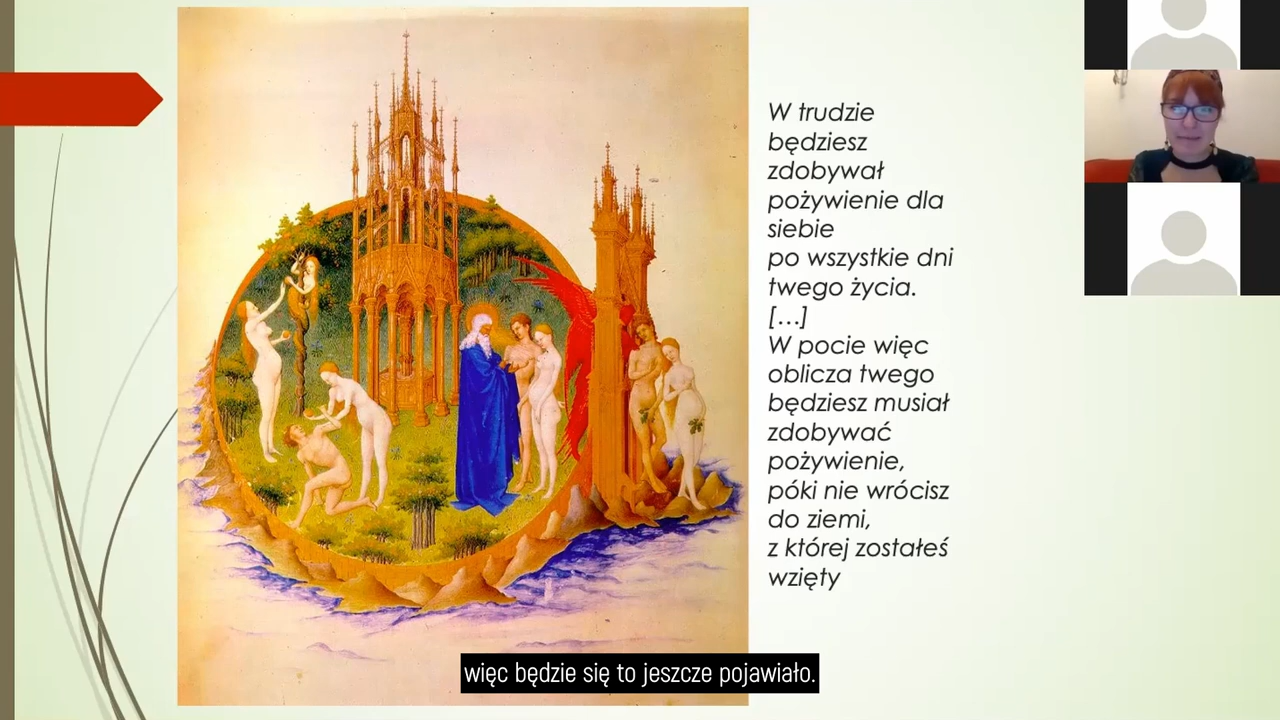 W trudzie
będziesz
zdobywał
pożywienie dla
siebie
po wszystkie dni
twego życia.
[...]
W pocie więc
oblicza twego
będziesz musiał
zdobywać
pożywienie,
póki nie wrócisz
do ziemi,
z której zostałeś
wzięty
więc będzie się to jeszcze pojawiało.